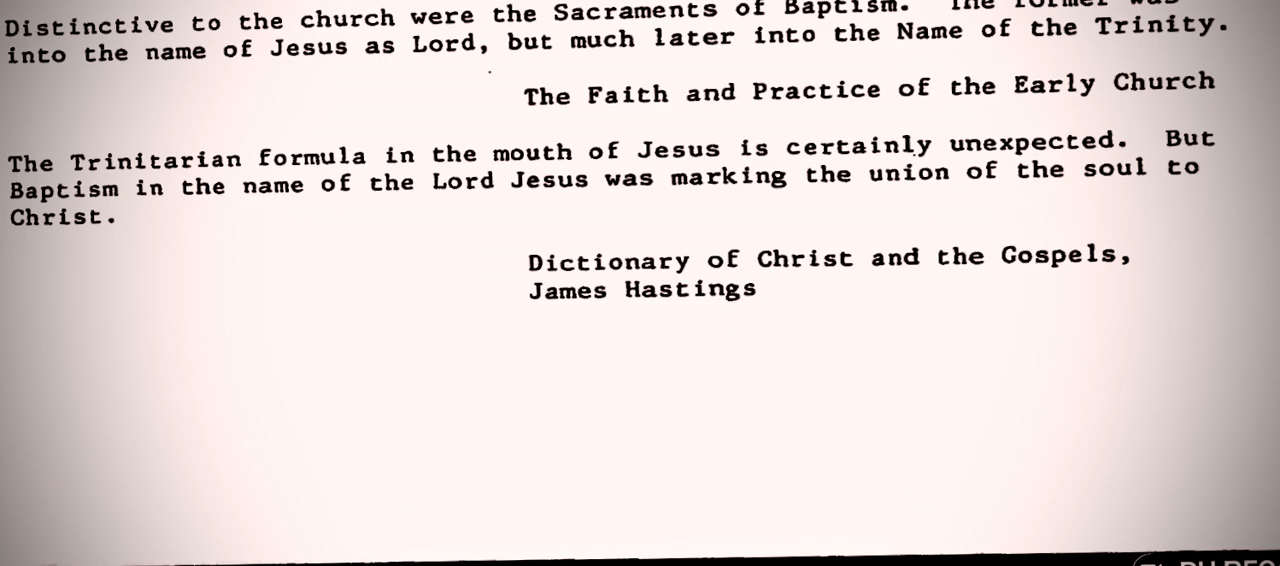 Distinctive to the church were the Sacraments of Baptism. The former was
into the name of Jesus as Lord, but much later into the Name of the Trinity.
The Faith and Practice of the Early Church
The Trinitarian formula in the mouth of Jesus is certainly unexpected. But
Baptism in the name of the Lord Jesus was marking the union of the soul to
Christ.
Dictionary of Christ and the Gospels,
James Hastings